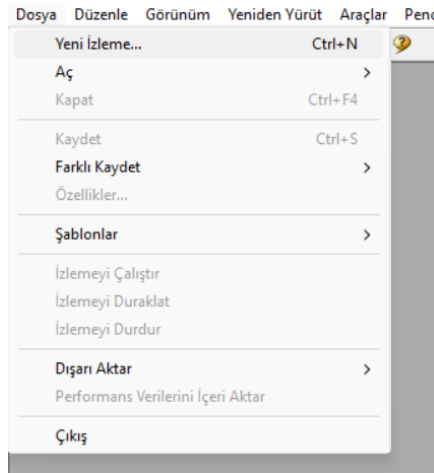 Dosya Düzenle Görünüm Yeniden Yürüt Araçlar
Yeni İzleme... Ctrl+N
Aç
Kapat Ctrl+F4
Kaydet Ctrl+S
Farklı Kaydet
Özellikler...
Şablonlar
İzlemeyi Çalıştır
İzlemeyi Duraklat
İzlemeyi Durdur
Dışarı Aktar
Performans Verilerini İçeri Aktar
Çıkış